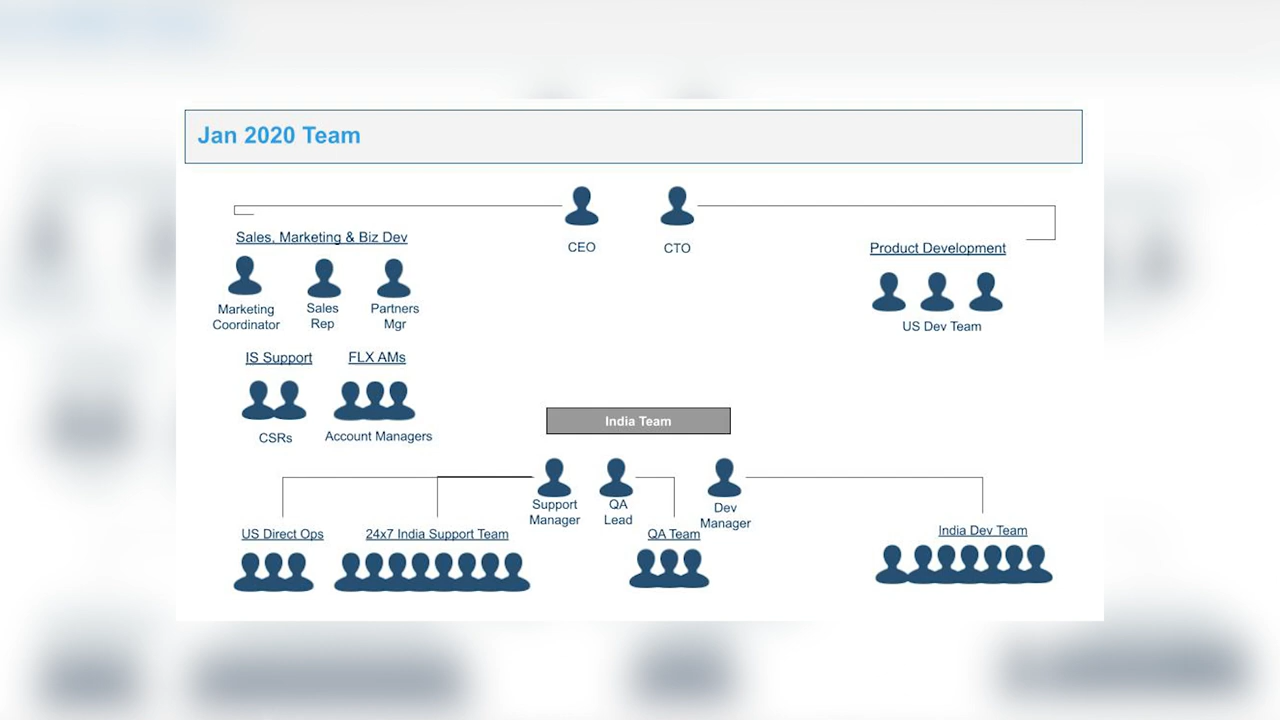 Jan 2020 Team
CEO
CTO
Sales, Marketing & Biz Dev
Product Development
Marketing
Coordinator
Sales
Rep
Partners
Mgr
US Dev Team
IS Support
FLX AMs
CSRs
Account Managers
India Team
Support
Manager
QA
Lead
Dev
Manager
US Direct Ops
24x7 India Support Team
QA Team
India Dev Team